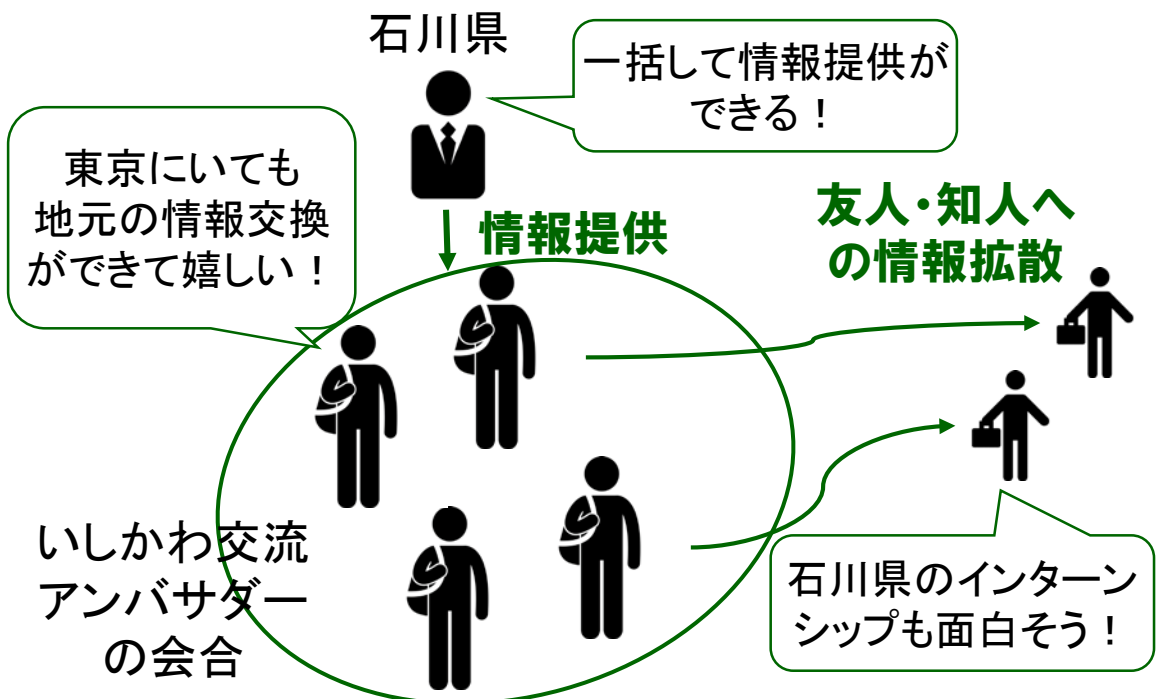 石川県
一括して情報提供が
できる！
東京にいても
地元の情報交換
ができて嬉しい！
情報提供
友人・知人へ
の情報拡散
いしかわ交流
アンバサダー
の会合
石川県のインターン
シップも面白そう！